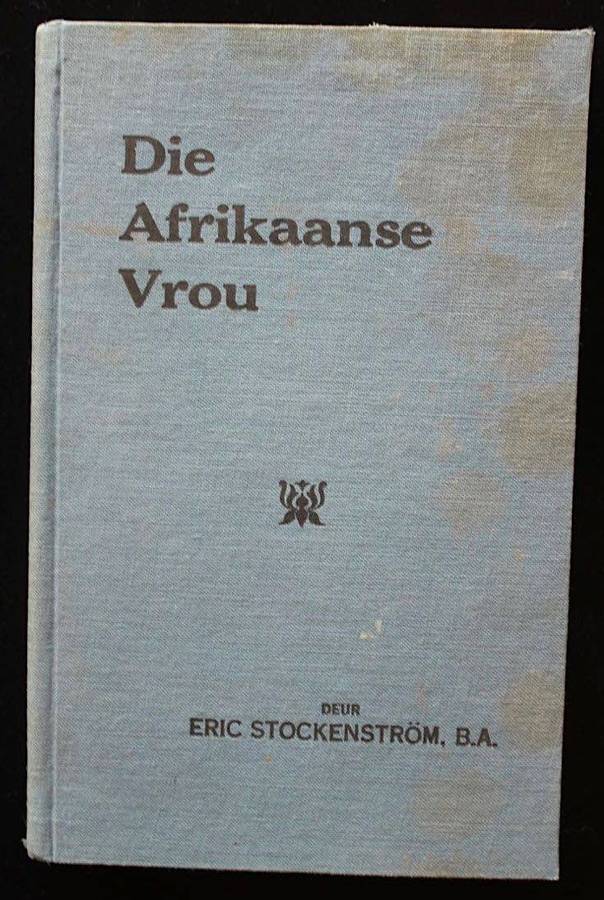 Die
Afrikaanse
Vrou
DEUR
ERIC STOCKENSTRÖM, B.A.